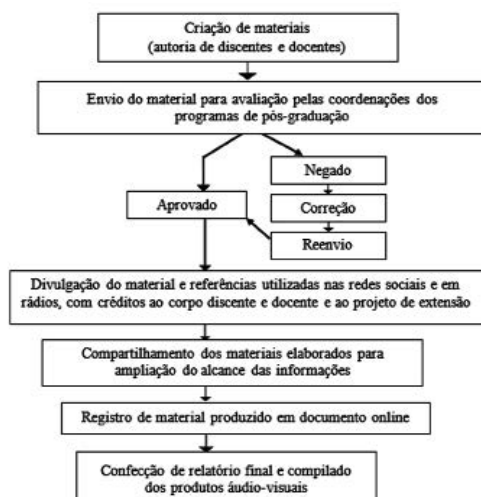 Criação de materiais
(autoria de discentes e docentes)
Envio do material para avaliação pelas coordenações dos
programas de pós-graduação
Negado
Aprovado
Correção
Reenvio
Divulgação do material e referências utilizadas nas redes sociais e em
rádios, com créditos ao corpo discente e docente e ao projeto de extensão
Compartilhamento dos materiais elaborados para
ampliação do alcance das informações
Registro de material produzido em documento online
Confecção de relatório final e compilado
dos produtos áudio-visuais